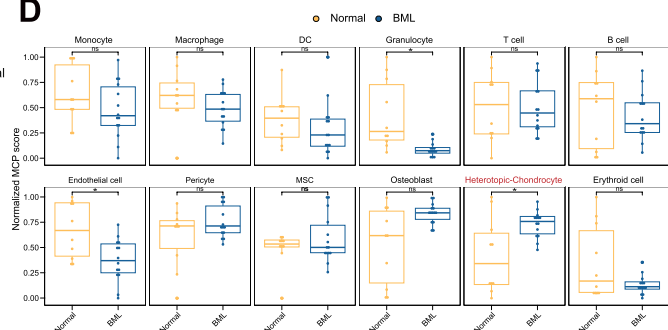 D
Normal BML
al
Normalized MCP score
Monocyte Macrophage DC Granulocyte T cell B cell
ns ns ns * ns ns
1.00
0.75
0.50
0.25
0.00
Endothelial cell Pericyte MSC Osteoblast Heterotopic-Chondrocyte Erythroid cell
* ns ns ns * ns
1.00
0.75
0.50
0.25
0.00
Normal BML Normal BML Normal BML Normal BML Normal BML Normal BML